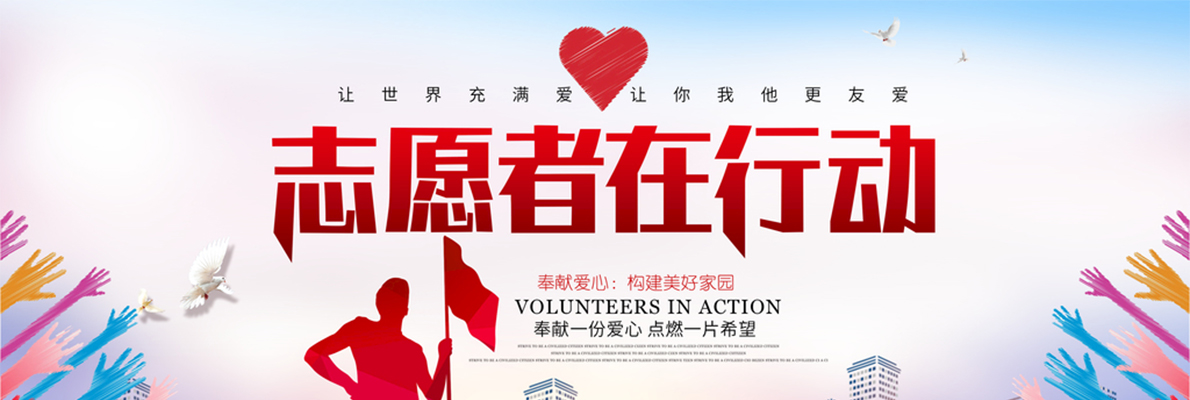 让世界充满爱 让你我他更友爱
志愿者在行动
奉献爱心：构建美好家园
VOLUNTEERS IN ACTION
奉献一份爱心 点燃一片希望